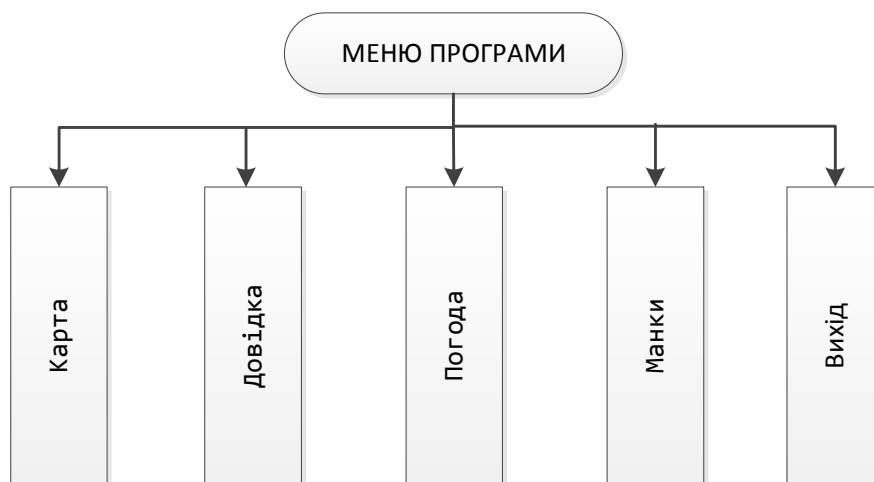 МЕНЮ ПРОГРАМИ
Карта
Довідка
Погода
Манки
Вихід